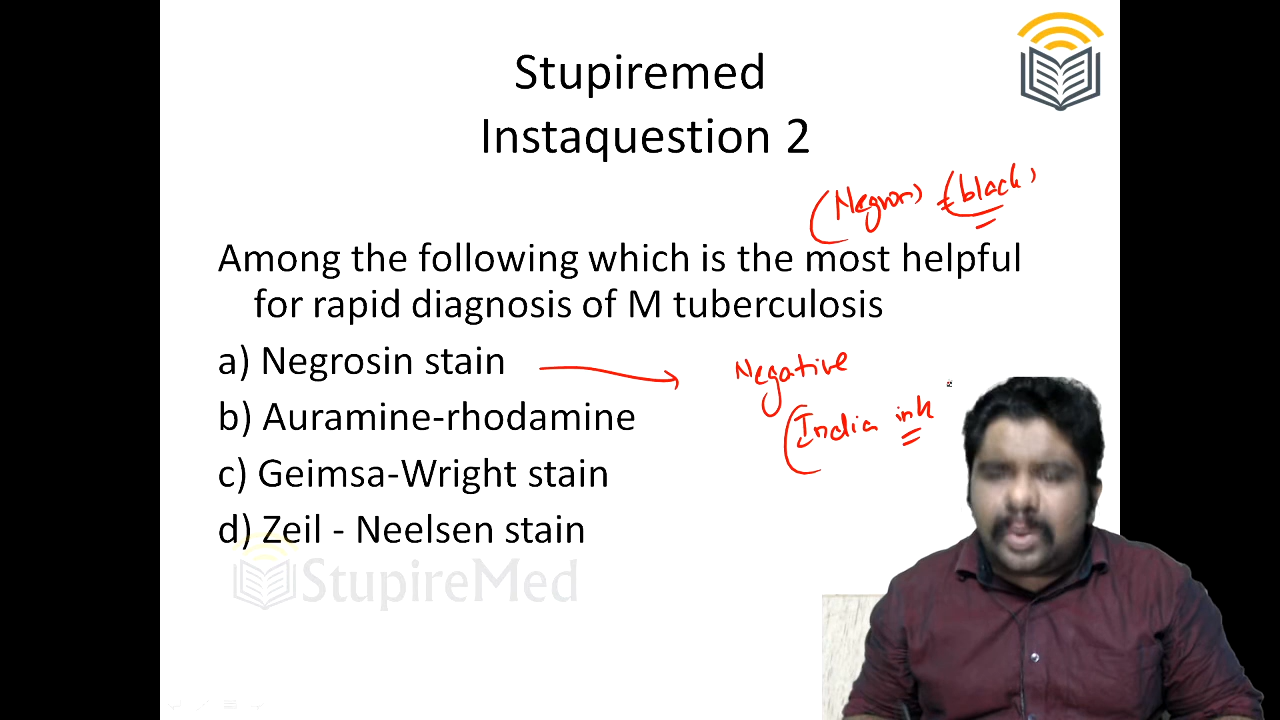 Stupiremed
Instaquestion 2
(Negros) (black)
Among the following which is the most helpful
for rapid diagnosis of M tuberculosis
a) Negrosin stain
Negative
b) Auramine-rhodamine
India ink
c) Geimsa-Wright stain
d) Zeil - Neelsen stain
StupireMed